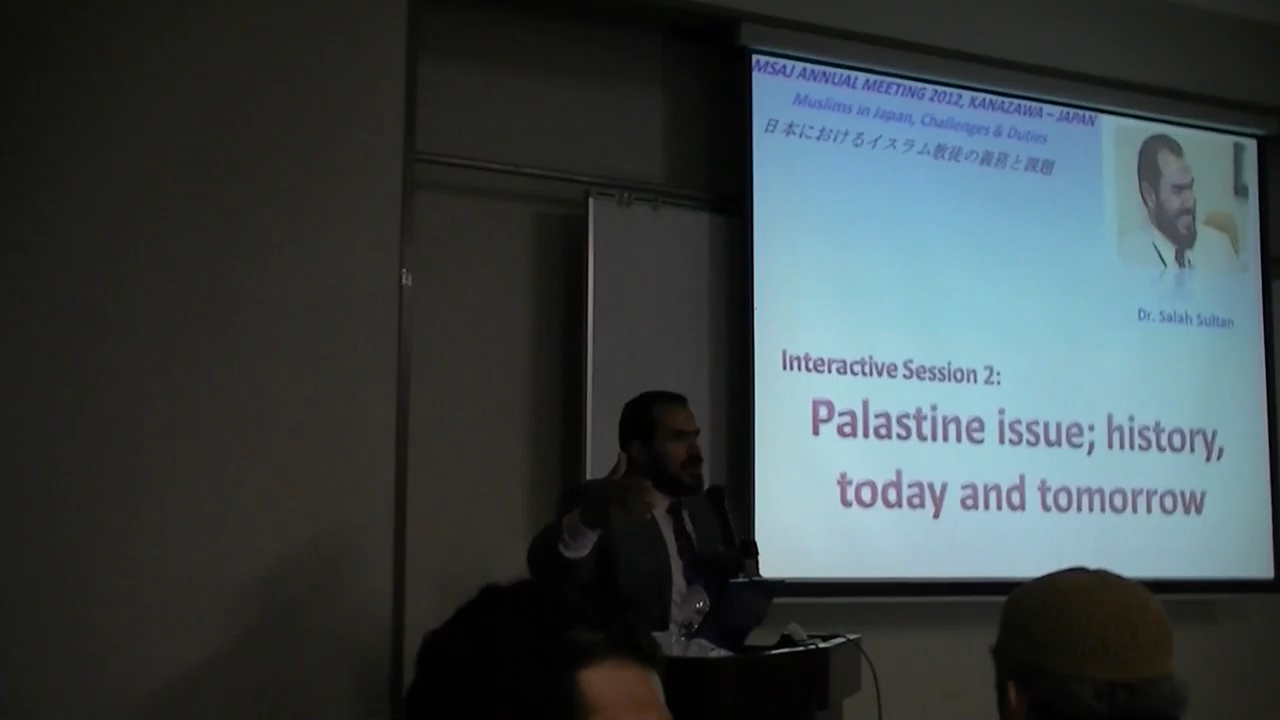 MSAJ ANNUAL MEETING 2012, KANAZAWA – JAPAN
Muslims in Japan, Challenges & Duties
日本におけるイスラム教徒の義務と課題
Dr. Salah Sultan
Interactive Session 2:
Palastine issue; history,
today and tomorrow